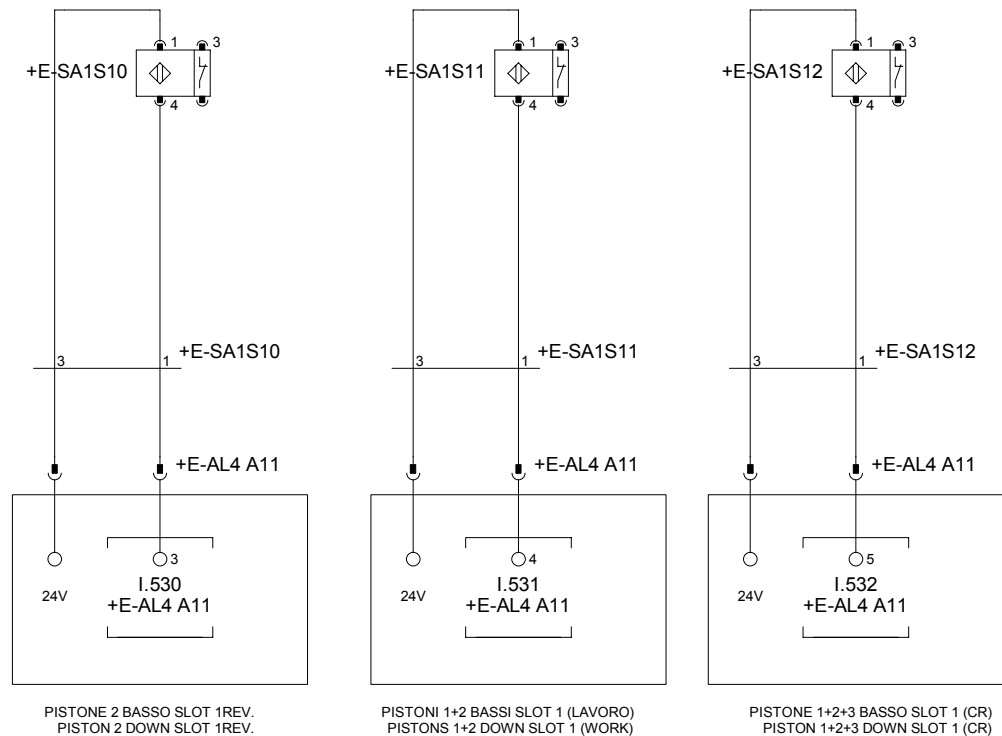 1 3 1 3 1 3
+E-SA1S10 +E-SA1S11 +E-SA1S12
4 4 4
3 1 +E-SA1S10 3 1 +E-SA1S11 3 1 +E-SA1S12
+E-AL4 A11 +E-AL4 A11 +E-AL4 A11
3 4 5
24V I.530 24V I.531 24V I.532
+E-AL4 A11 +E-AL4 A11 +E-AL4 A11
PISTONE 2 BASSO SLOT 1REV. PISTONI 1+2 BASSI SLOT 1 (LAVORO) PISTONE 1+2+3 BASSO SLOT 1 (CR)
PISTON 2 DOWN SLOT 1REV. PISTONS 1+2 DOWN SLOT 1 (WORK) PISTON 1+2+3 DOWN SLOT 1 (CR)